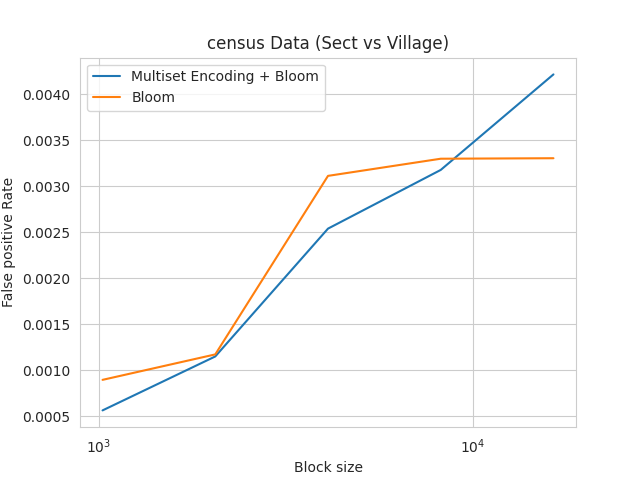 census Data (Sect vs Village)
Multiset Encoding + Bloom
Bloom
False positive Rate
0.0040
0.0035
0.0030
0.0025
0.0020
0.0015
0.0010
0.0005
10³
10⁴
Block size